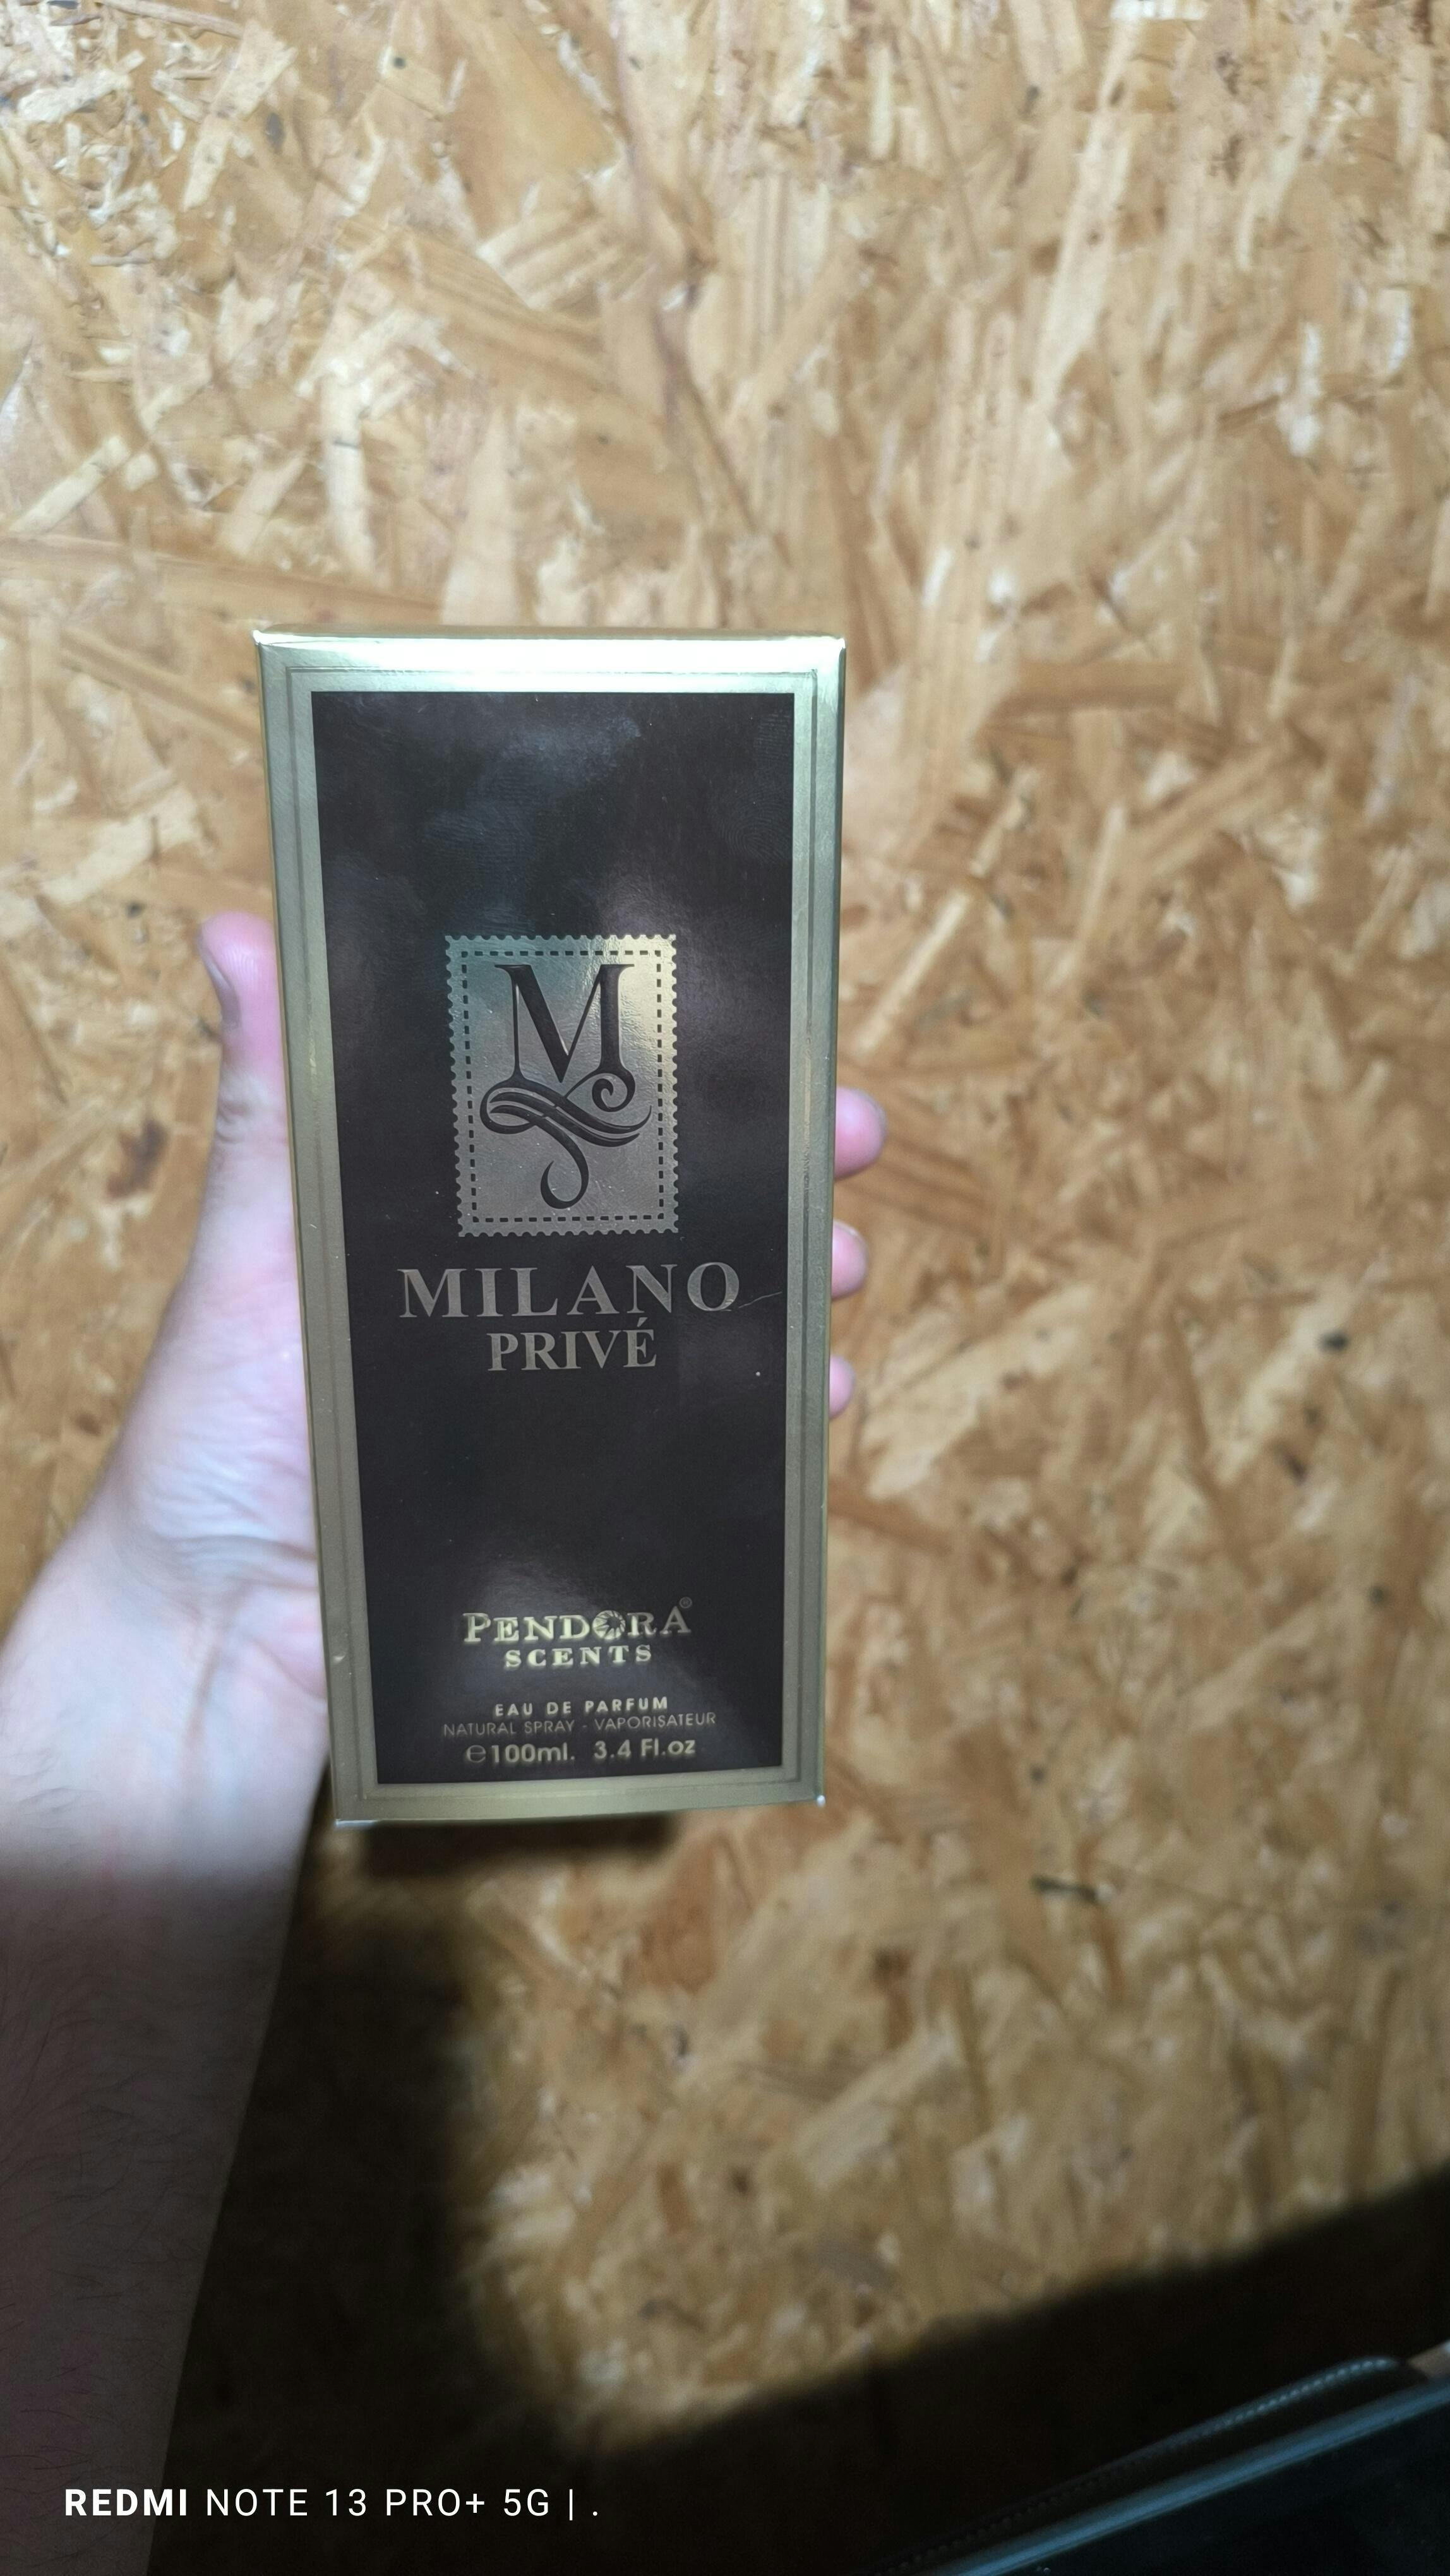 M
MILANO
PRIVÉ
PENDORA®
SCENTS
EAU DE PARFUM
NATURAL SPRAY - VAPORISATEUR
℮100ml. 3.4 Fl.oz
REDMI NOTE 13 PRO+ 5G | .